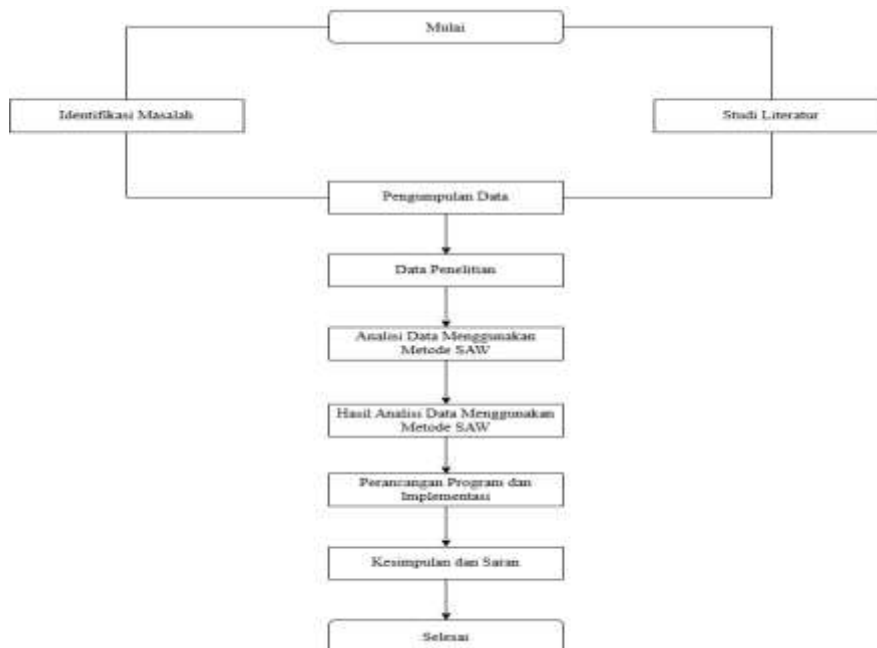 Mulai
Identifikasi Masalah
Studi Literatur
Pengumpulan Data
Data Penelitian
Analisi Data Menggunakan
Metode SAW
Hasil Analisi Data Menggunakan
Metode SAW
Perancangan Program dan
Implementasi
Kesimpulan dan Saran
Selesai